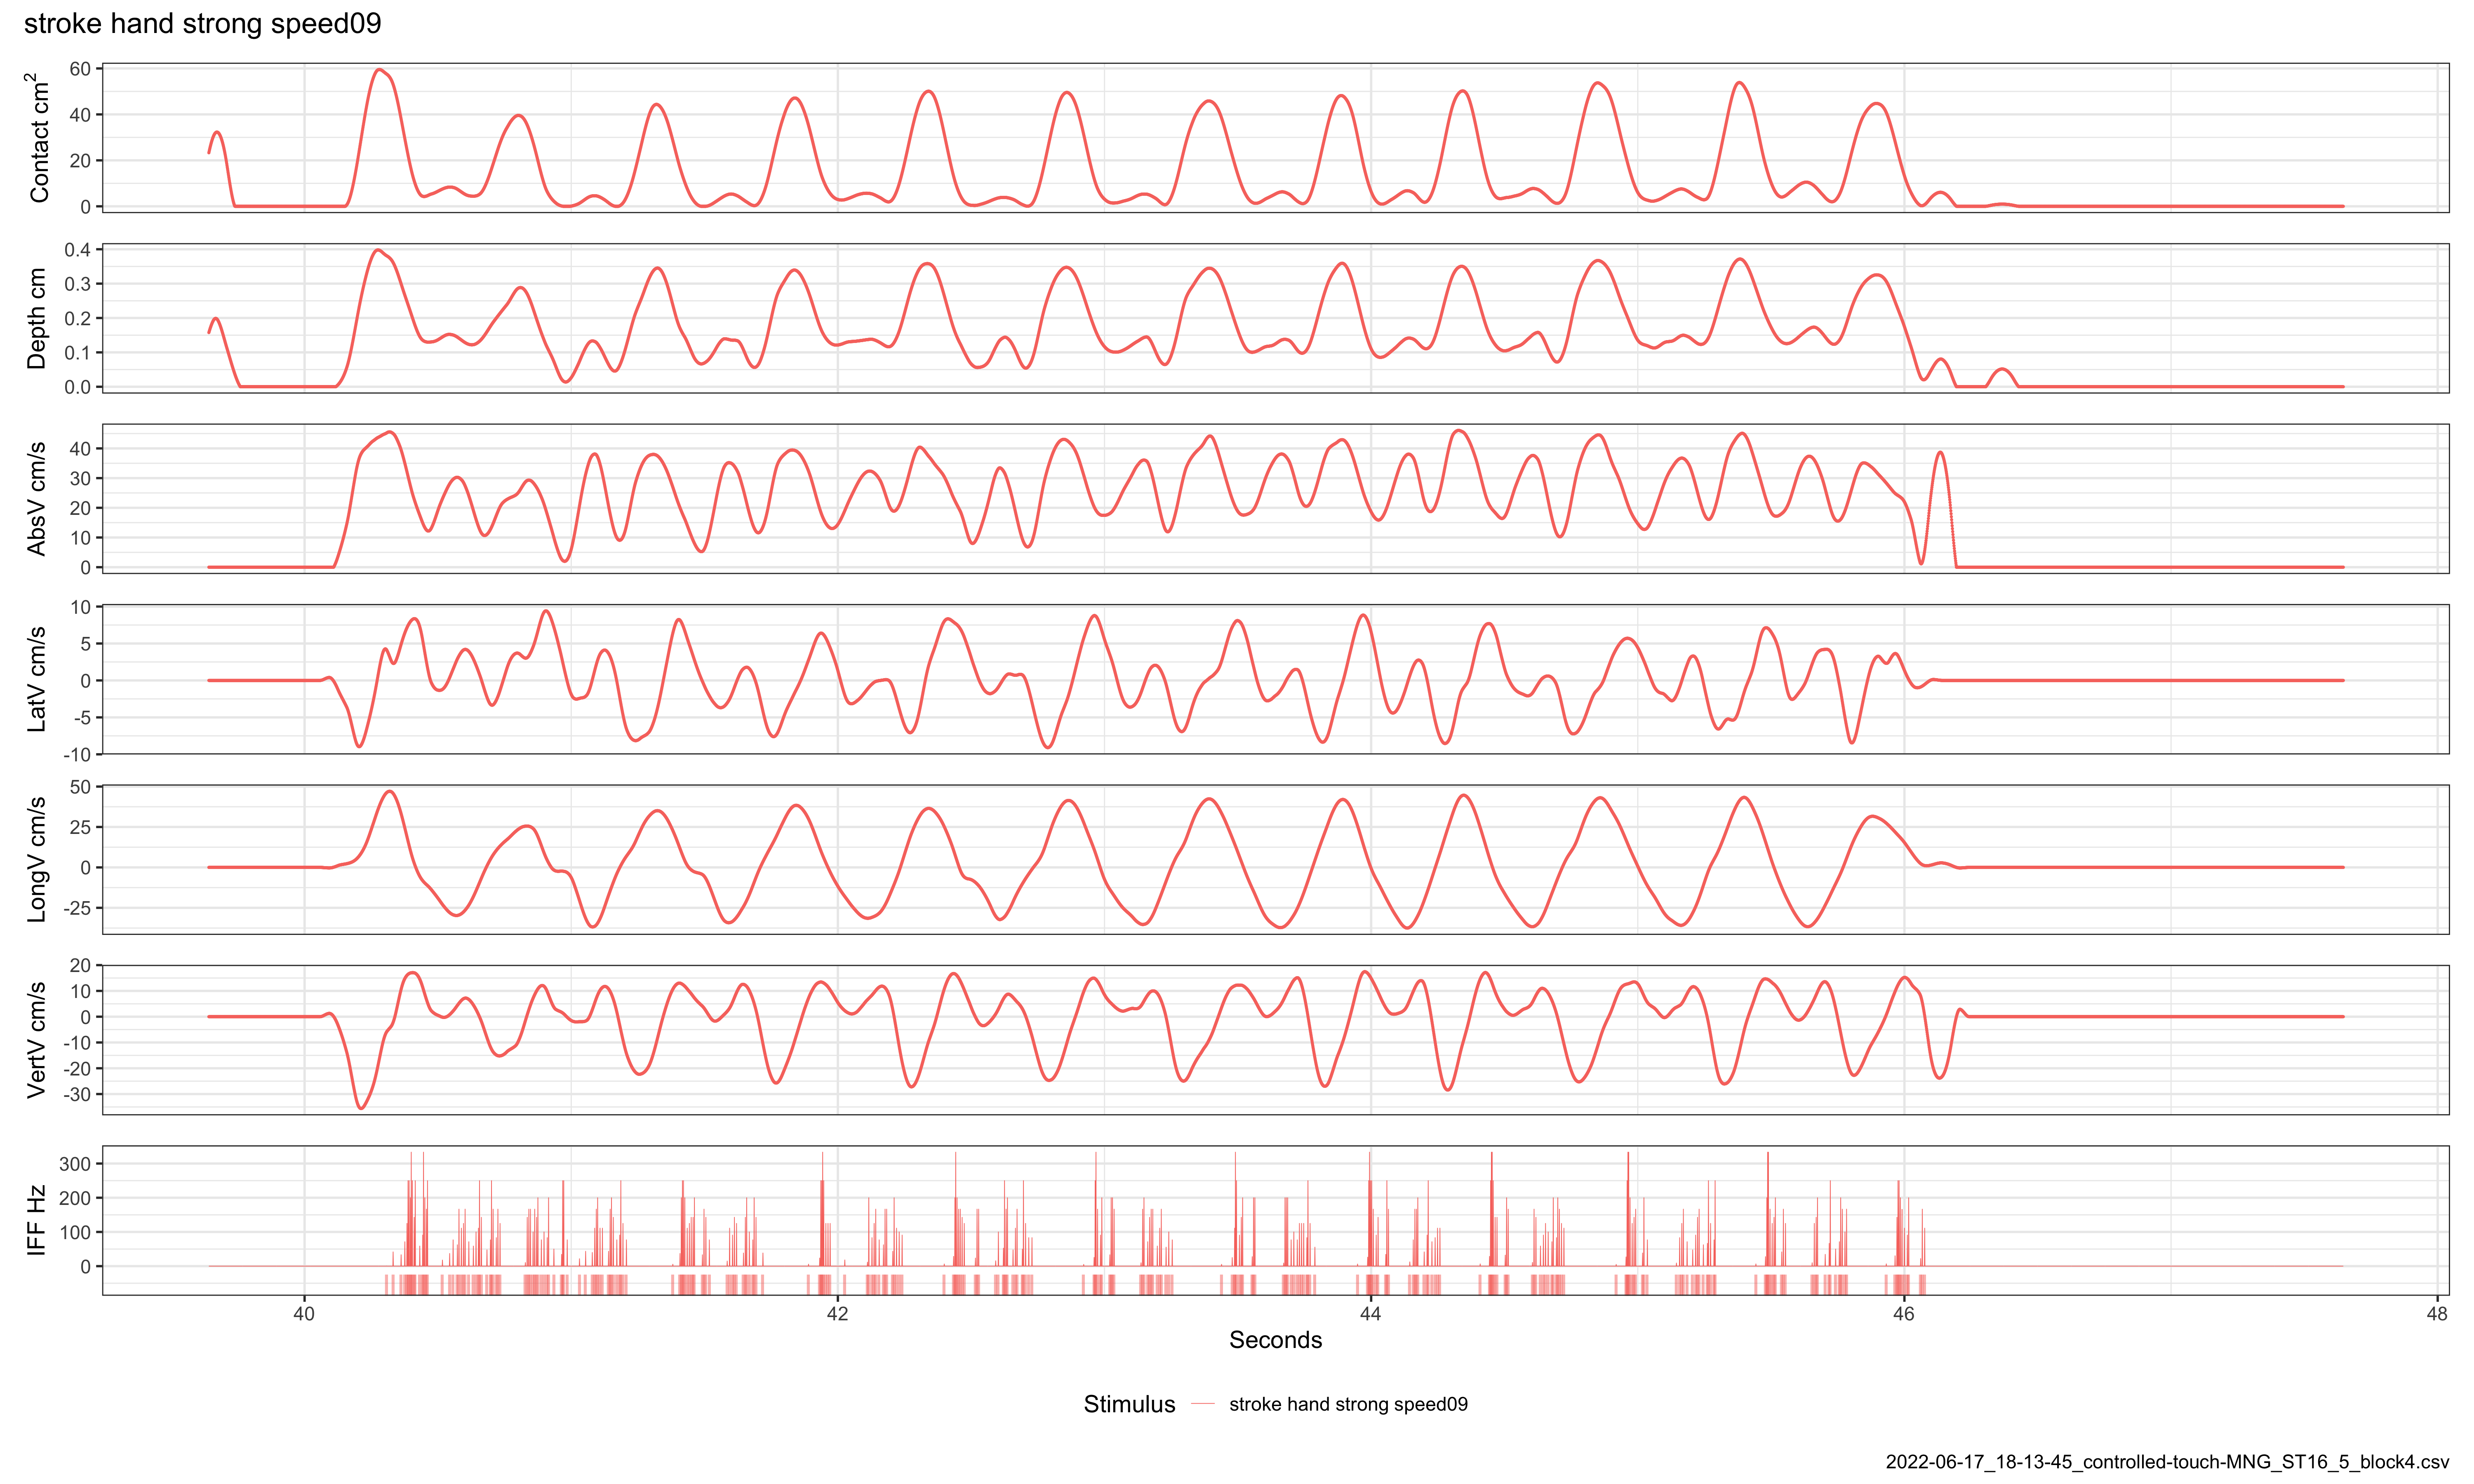 stroke hand strong speed09
Contact cm²
60
40
20
0
Depth cm
0.4
0.3
0.2
0.1
0.0
AbsV cm/s
40
30
20
10
0
LatV cm/s
10
5
0
-5
-10
LongV cm/s
50
25
0
-25
VertV cm/s
20
10
0
-10
-20
-30
IFF Hz
300
200
100
0
40 42 44 46 48
Seconds
Stimulus stroke hand strong speed09
2022-06-17_18-13-45_controlled-touch-MNG_ST16_5_block4.csv